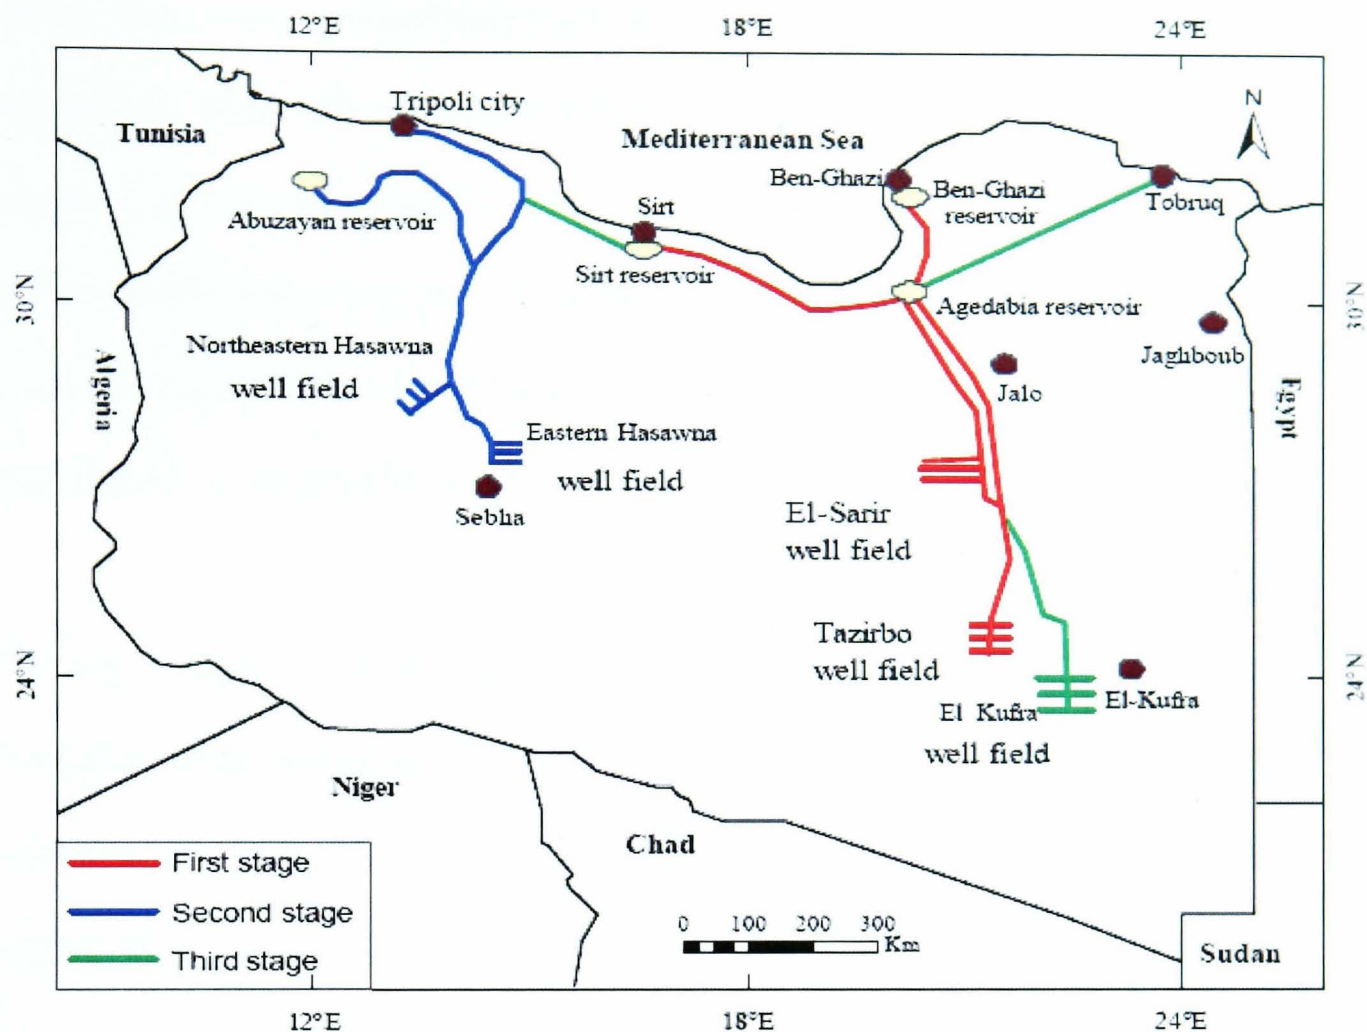 12°E
18°E
24°E
N
Tripoli city
Tunisia
Mediterranean Sea
Ben-Ghazi
Ben-Ghazi
reservoir
Tobruq
Abuzayan reservoir
Sirt
Sirt reservoir
30°N
30°N
Agedabia reservoir
Northeastern Hasawna
well field
Algeria
Jalo
Jaghboub
Egypt
Eastern Hasawna
well field
Sebha
El-Sarir
well field
Tazirbo
well field
24°N
24°N
El Kufra
well field
El-Kufra
Niger
Chad
Sudan
First stage
Second stage
Third stage
0 100 200 300
Km
12°E
18°E
24°E